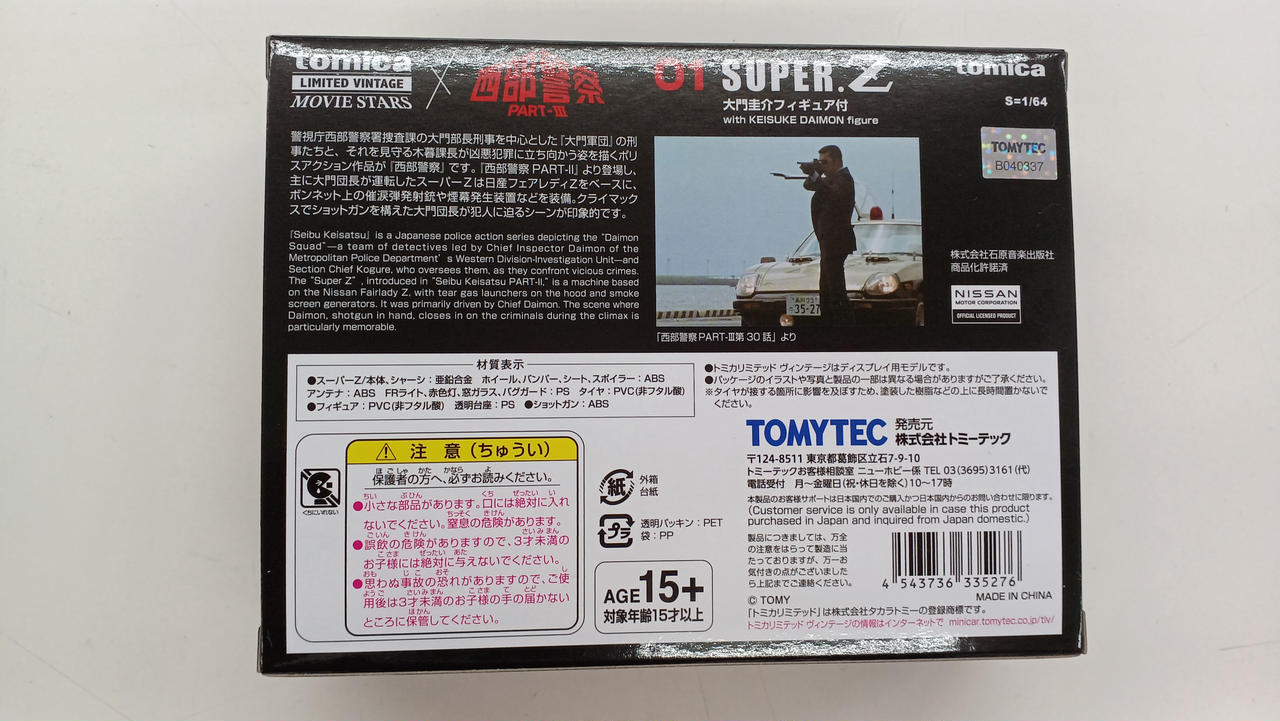 tomica
LIMITED VINTAGE
MOVIE STARS
西部警察
PART-III
01 SUPER.Z
大門圭介フィギュア付
with KEISUKE DAIMON figure
tomica
S=1/64
TOMYTEC
B040337
警視庁西部警察署捜査課の大門部長刑事を中心とした『大門軍団』の刑
事たちと、それを見守る木暮課長が凶悪犯罪に立ち向かう姿を描くポリ
スアクション作品が『西部警察』です。『西部警察 PART-II』より登場し、
主に大門団長が運転したスーパーZは日産フェアレディZをベースに、
ボンネット上の催涙弾発射銃や煙幕発生装置などを装備。クライマック
スでショットガンを構えた大門団長が犯人に迫るシーンが印象的です。
「Seibu Keisatsu」 is a Japanese police action series depicting the "Daimon
Squad"—a team of detectives led by Chief Inspector Daimon of the
Metropolitan Police Department's Western Division-Investigation Unit—and
Section Chief Kogure, who oversees them, as they confront vicious crimes.
The "Super Z" , introduced in "Seibu Keisatsu PART-II," is a machine based
on the Nissan Fairlady Z, with tear gas launchers on the hood and smoke
screen generators. It was primarily driven by Chief Daimon. The scene where
Daimon, shotgun in hand, closes in on the criminals during the climax is
particularly memorable.
35-27
「西部警察 PART-III第30話」より
株式会社石原音楽出版社
商品化許諾済
NISSAN
MOTOR CORPORATION
OFFICIAL LICENSED PRODUCT
材質表示
●スーパーZ/本体、シャーシ：亜鉛合金 ホイール、バンパー、シート、スポイラー：ABS
アンテナ：ABS FRライト、赤色灯、窓ガラス、バグガード：PS タイヤ：PVC(非フタル酸)
●フィギュア：PVC(非フタル酸) 透明台座：PS ●ショットガン：ABS
●トミカリミテッド ヴィンテージはディスプレイ用モデルです。
●パッケージのイラストや写真と製品の一部は異なる場合がありますがご了承ください。
※タイヤが接する箇所に影響を及ぼすため、塗装した樹脂などの上に長時間置かないで
ください。
くちにいれない
注意（ちゅうい）
保護者の方へ、必ずお読みください。
●小さな部品があります。口には絶対に入れ
ないでください。窒息の危険があります。
●誤飲の危険がありますので、3才未満の
お子様には絶対に与えないでください。
●思わぬ事故の恐れがありますので、ご使
用後は3才未満のお子様の手の届かない
ところに保管してください。
紙
外箱
台紙
プラ
透明パッキン：PET
袋：PP
AGE 15+
対象年齢15才以上
TOMYTEC 発売元
株式会社トミーテック
〒124-8511 東京都葛飾区立石7-9-10
トミーテックお客様相談室 ニューホビー係 TEL 03(3695)3161(代)
電話受付 月〜金曜日(祝・休日を除く)10〜17時
本製品のお客様サポートは日本国内でのご購入かつ日本国内からのお問い合わせに限ります。
(Customer service is only available in case this product
purchased in Japan and inquired from Japan domestic.)
製品につきましては、万全
の注意をはらって製造に当
たっておりますが、万一お
気付きの点がございました
ら上記までご連絡ください。
4 543736 335276
MADE IN CHINA
© TOMY
「トミカリミテッド」は株式会社タカラトミーの登録商標です。
トミカリミテッド ヴィンテージの情報はインターネットで minicar.tomytec.co.jp/tlv/